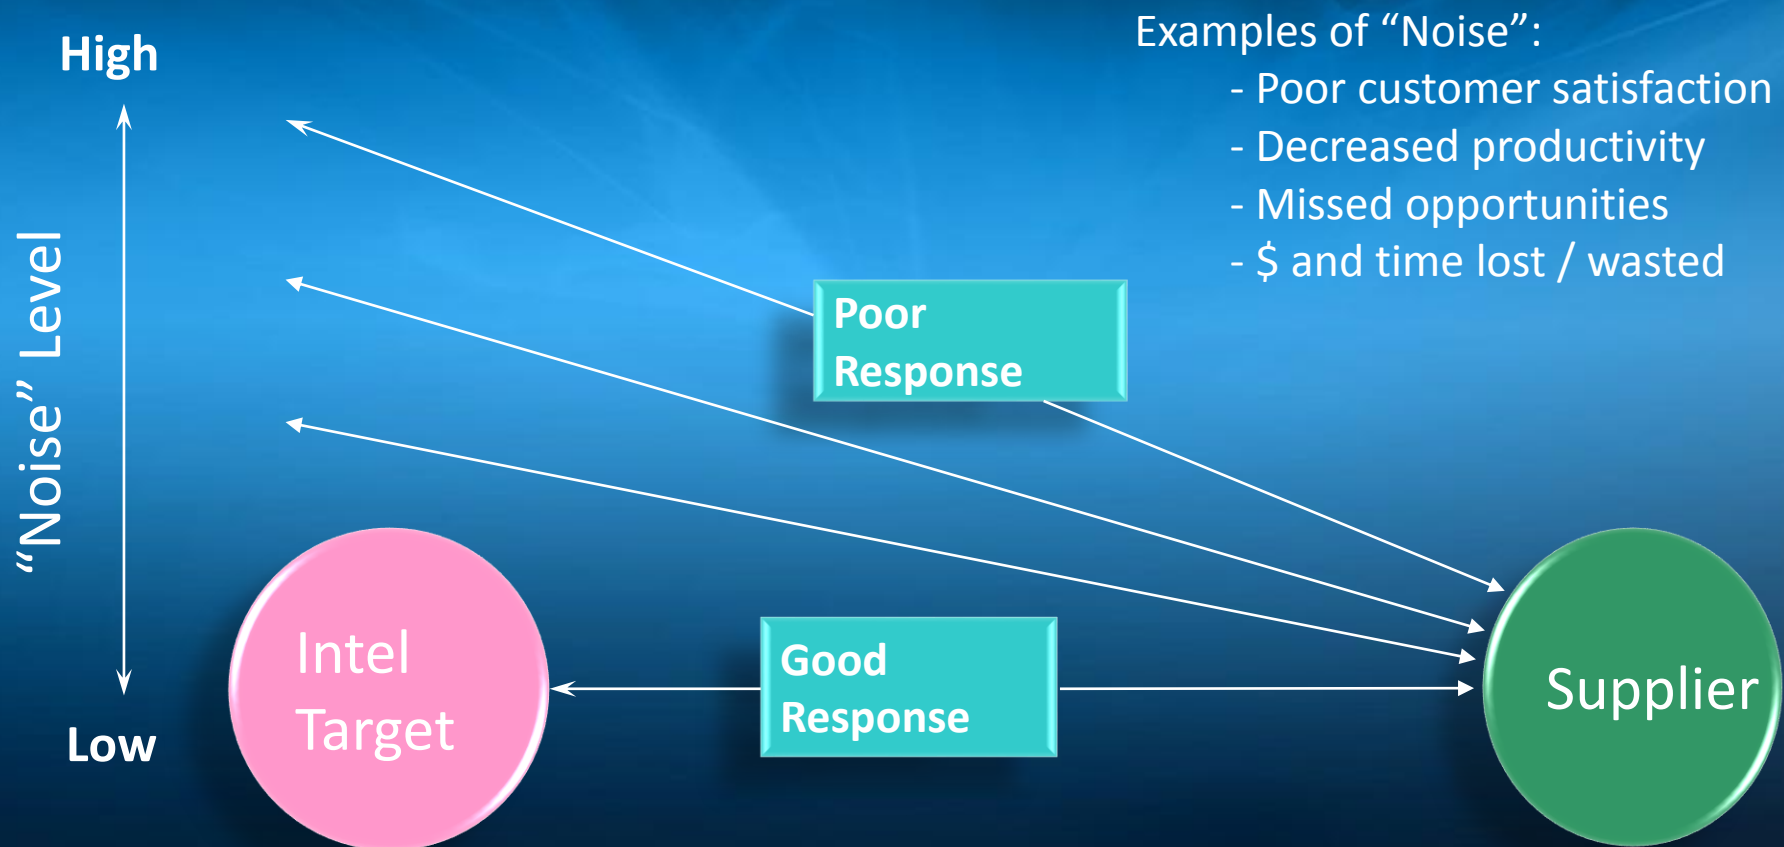 High
“Noise” Level
Low
Examples of “Noise”:
- Poor customer satisfaction
- Decreased productivity
- Missed opportunities
- $ and time lost / wasted
Poor
Response
Intel
Target
Good
Response
Supplier